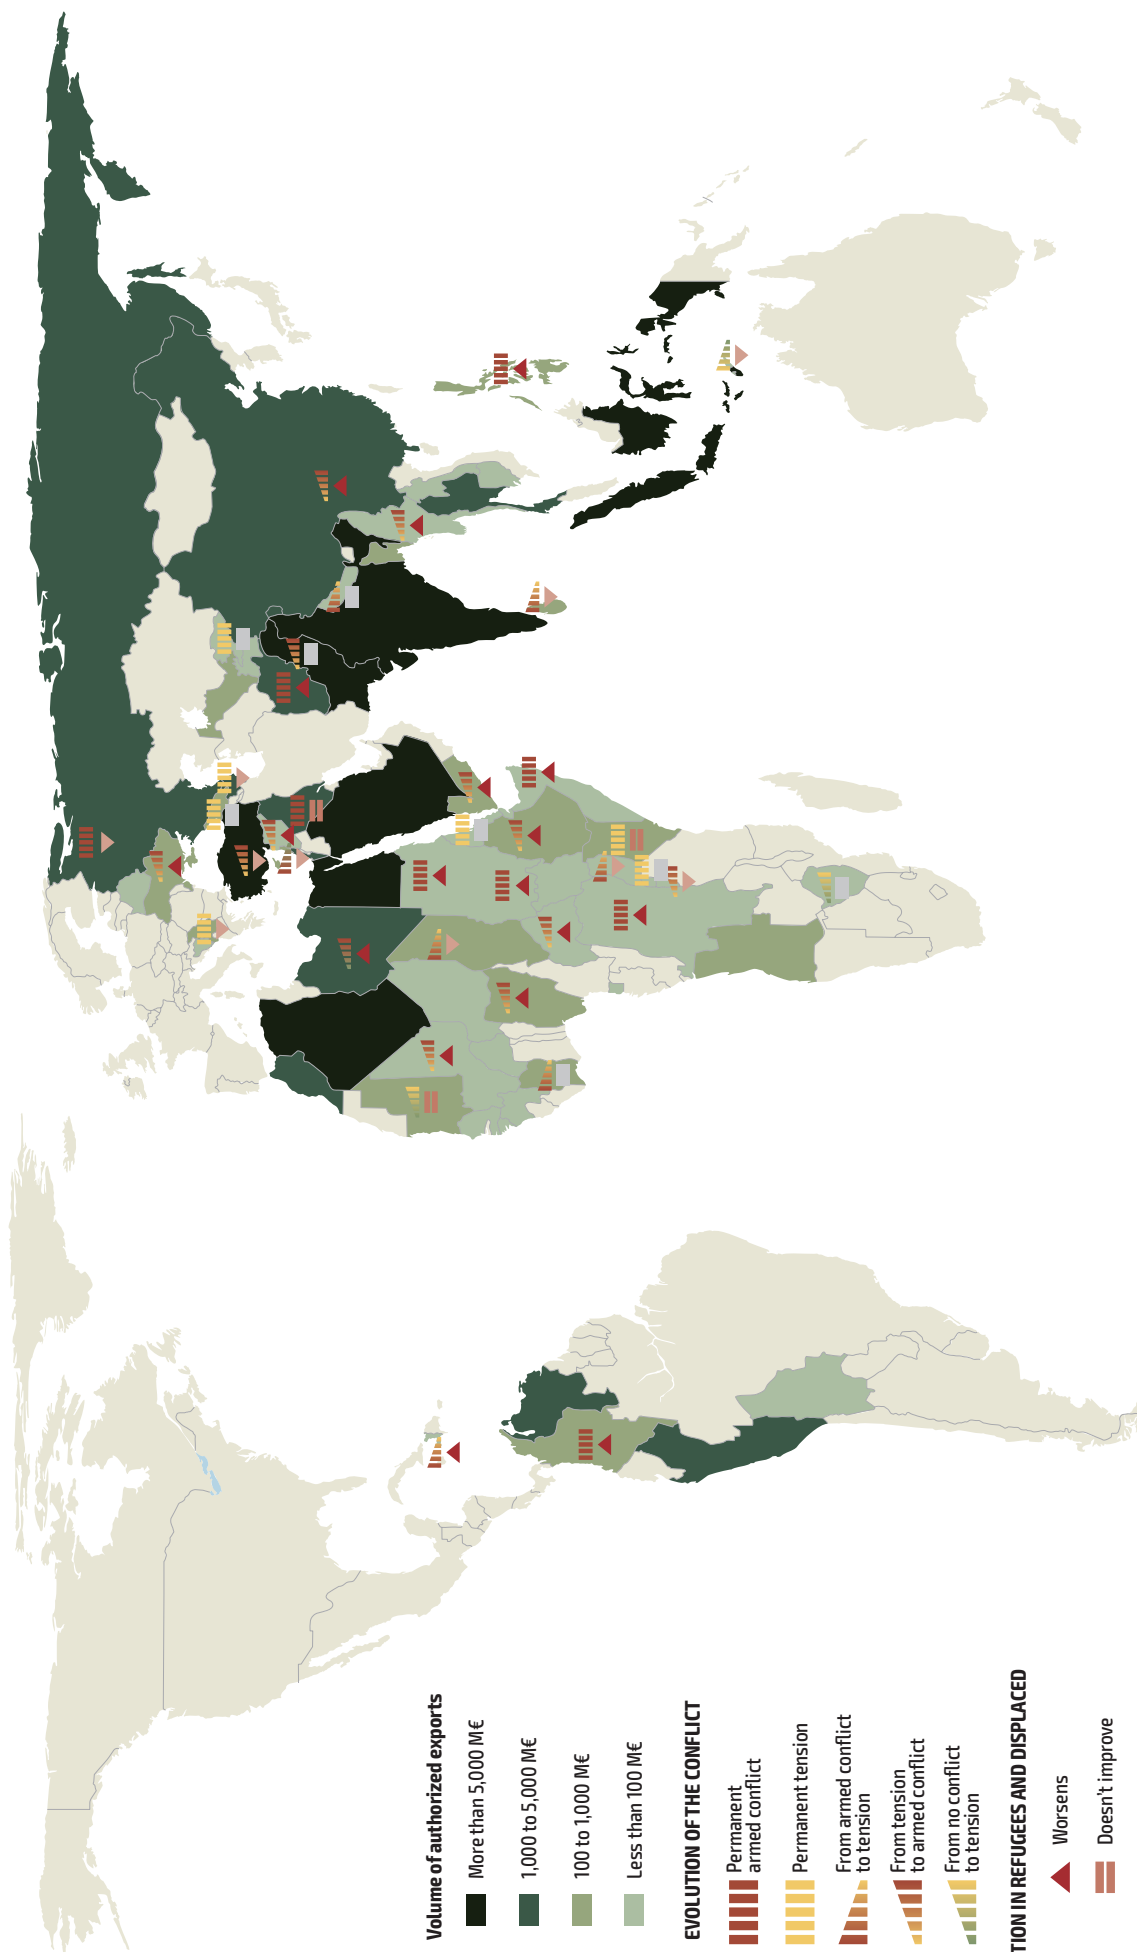 Volume of authorized exports
More than 5,000 M€
1,000 to 5,000 M€
100 to 1,000 M€
Less than 100 M€
EVOLUTION OF THE CONFLICT
Permanent
armed conflict
Permanent tension
From armed conflict
to tension
From tension
to armed conflict
From no conflict
to tension
TION IN REFUGEES AND DISPLACED
Worsens
Doesn't improve